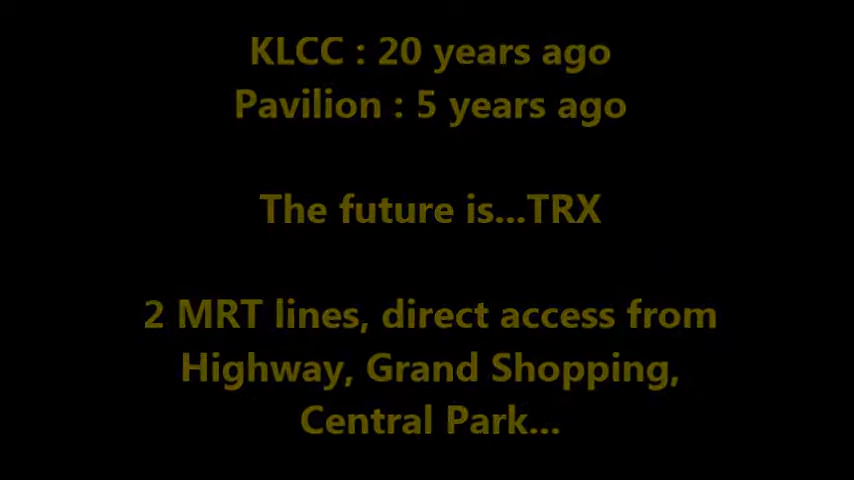 KLCC : 20 years ago
Pavilion : 5 years ago
The future is...TRX
2 MRT lines, direct access from
Highway, Grand Shopping,
Central Park...